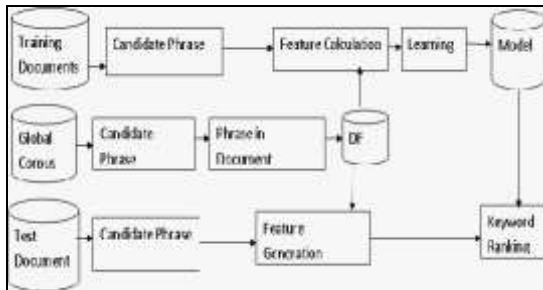 Training
Documents
Candidate Phrase
Feature Calculation
Learning
Model
Global
Corous
Candidate
Phrase
Phrase in
Document
DF
Test
Document
Candidate Phrase
Feature
Generation
Keyword
Ranking